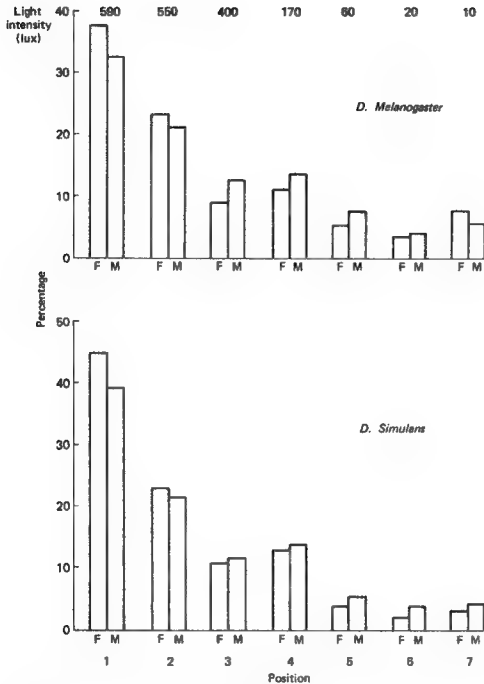 Light intensity (lux) 590 550 400 170 60 20 10
40
30
20
10
0
D. Melanogaster
F M F M F M F M F M F M F M
Percentage
50
40
30
20
10
0
D. Simulans
F M F M F M F M F M F M F M
1 2 3 4 5 6 7
Position